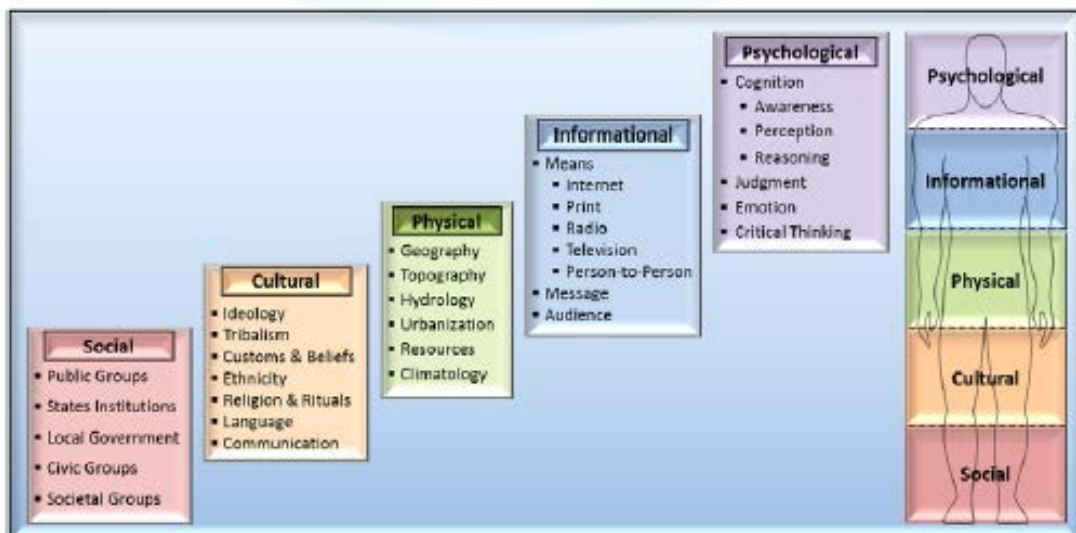 Social
Public Groups
States Institutions
Local Government
Civic Groups
Societal Groups
Cultural
Ideology
Tribalism
Customs & Beliefs
Ethnicity
Religion & Rituals
Language
Communication
Physical
Geography
Topography
Hydrology
Urbanization
Resources
Climatology
Informational
Means
Internet
Print
Radio
Television
Person-to-Person
Message
Audience
Psychological
Cognition
Awareness
Perception
Reasoning
Judgment
Emotion
Critical Thinking
Psychological
Informational
Physical
Cultural
Social